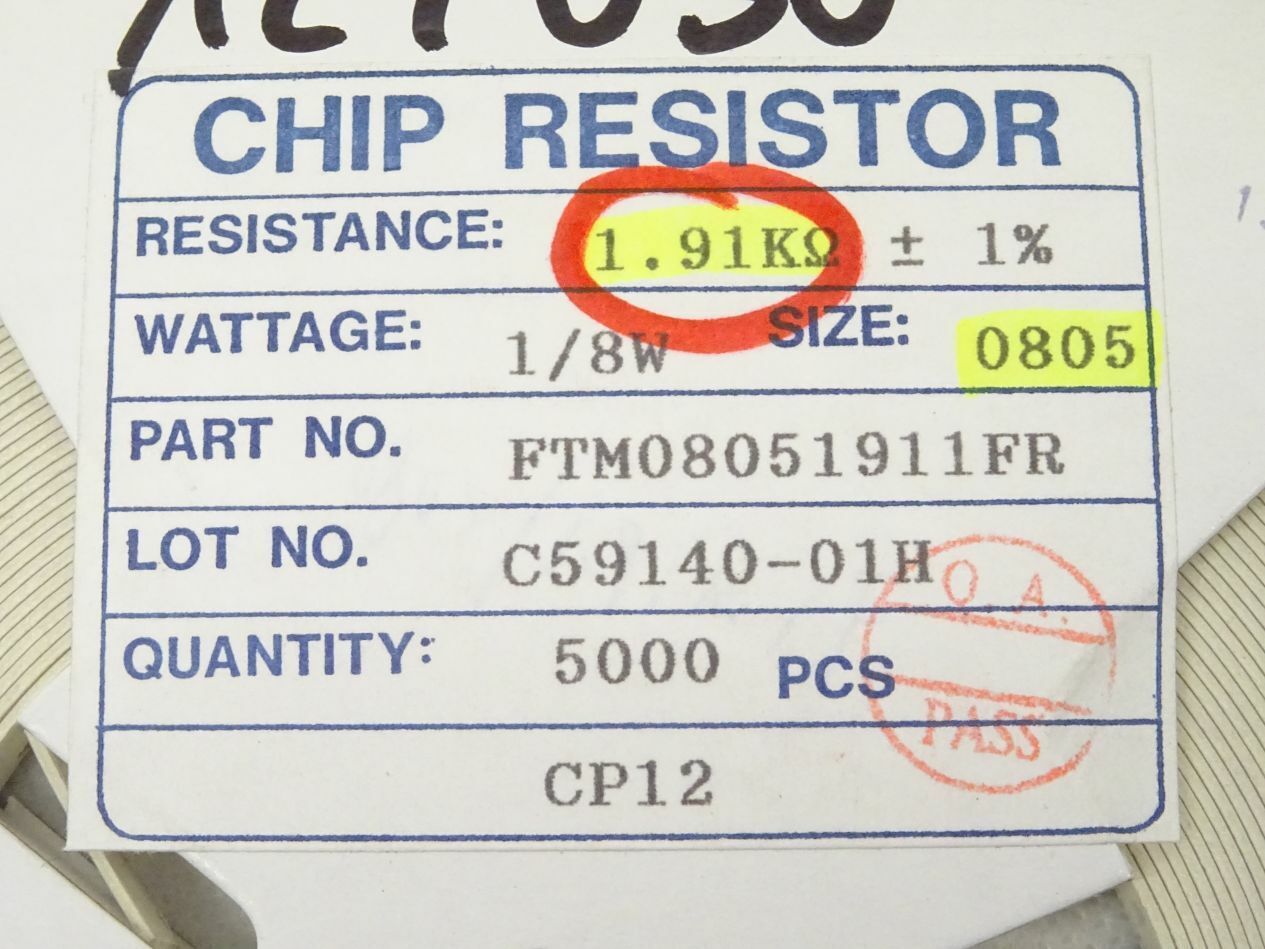 CHIP RESISTOR
RESISTANCE: 1.91KΩ ± 1%
WATTAGE: 1/8W SIZE: 0805
PART NO. FTM08051911FR
LOT NO. C59140-01H
Q. A.
QUANTITY: 5000 PCS
PASS
CP12